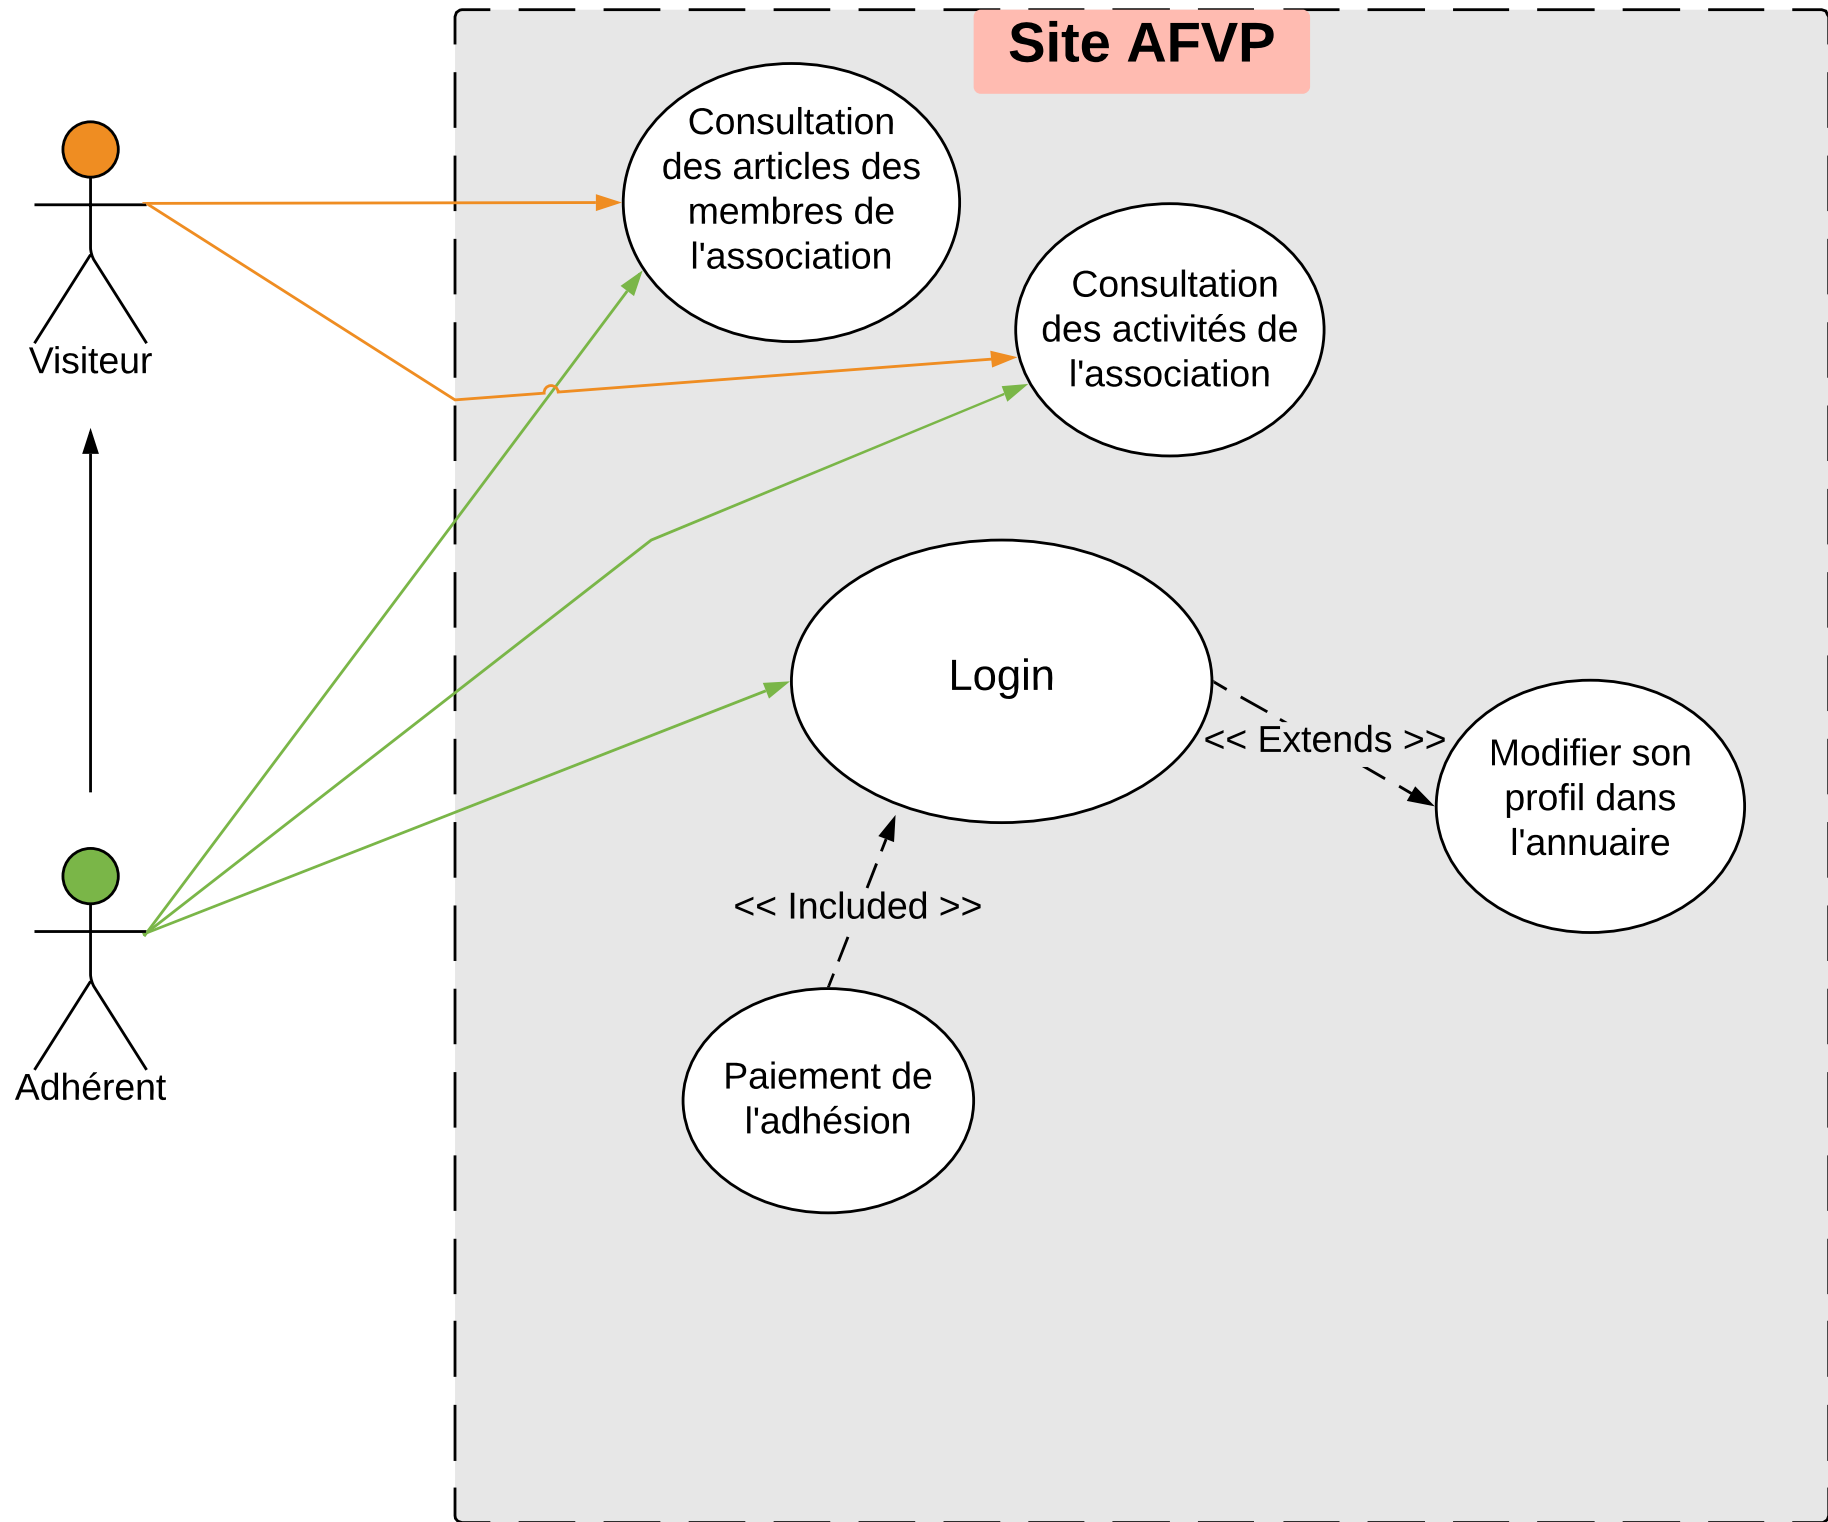 Site AFVP
Consultation
des articles des
membres de
l'association
Consultation
des activités de
l'association
Visiteur
Login
<< Extends >>
Modifier son
profil dans
l'annuaire
<< Included >>
Adhérent
Paiement de
l'adhésion